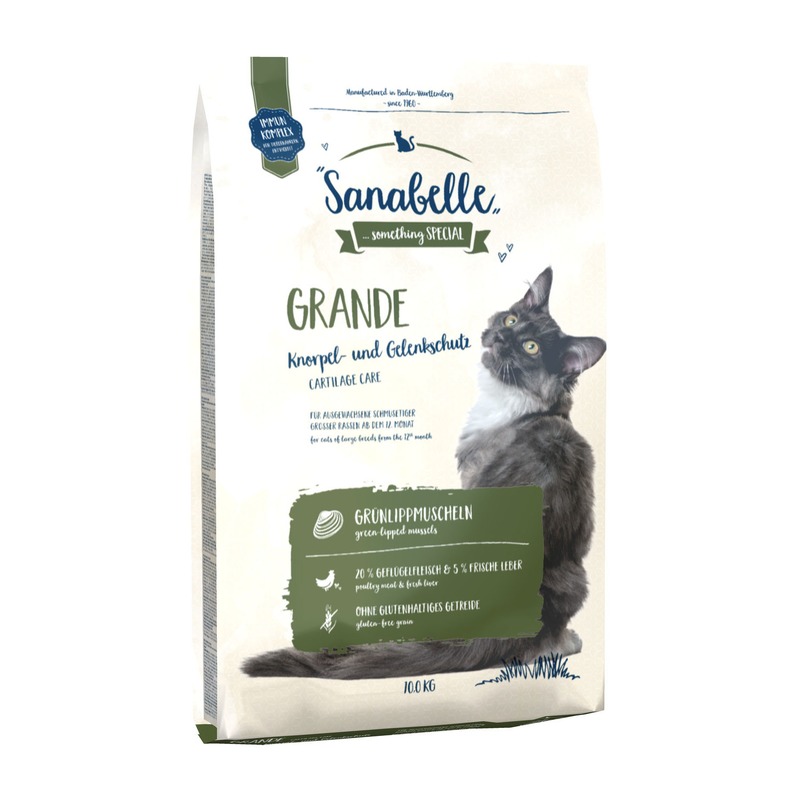 Manufactured in Baden-Württemberg
- since 1960 -
IMMUN
KOMPLEX
"Sanabelle"
... something SPECIAL
GRANDE
Knorpel- und Gelenkschutz
CARTILAGE CARE
FÜR AUSGEWACHSENE SCHMUSETIGER
GROSSER RASSEN AB DEM 12. MONAT
for cats of large breeds from the 12th month
GRÜNLIPPMUSCHELN
green-lipped mussels
20 % GEFLÜGELFLEISCH & 5 % FRISCHE LEBER
poultry meat & fresh liver
OHNE GLUTENHALTIGES GETREIDE
gluten-free grain
10.0 KG
GRANDE